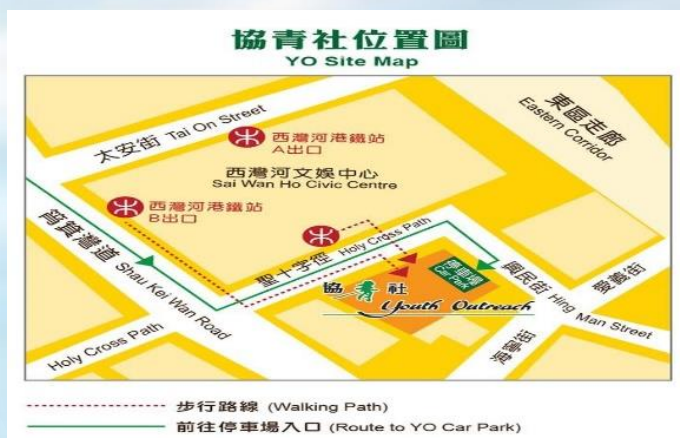 協青社位置圖
YO Site Map
東區走廊
Eastern Corridor
太安街 Tai On Street
西灣河港鐵站
A出口
西灣河文娛中心
Sai Wan Ho Civic Centre
西灣河港鐵站
B出口
筲箕灣道 Shau Kei Wan Road
聖十字徑 Holy Cross Path
停車場
Car Park
協青社
Youth Outreach
興民街 Hing Man Street
Holy Cross Path
步行路線 (Walking Path)
前往停車場入口 (Route to YO Car Park)